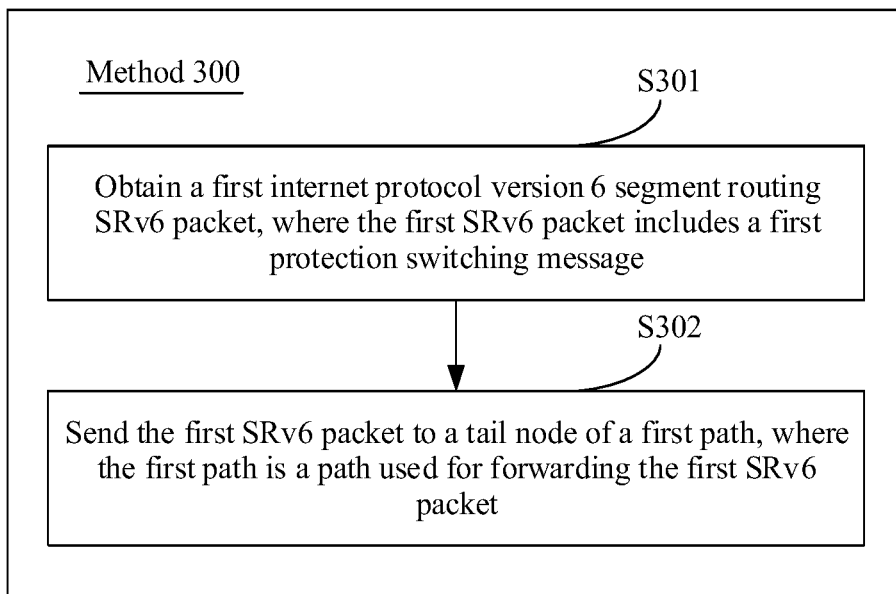 Method 300
S301
Obtain a first internet protocol version 6 segment routing
SRv6 packet, where the first SRv6 packet includes a first
protection switching message
S302
Send the first SRv6 packet to a tail node of a first path, where
the first path is a path used for forwarding the first SRv6
packet